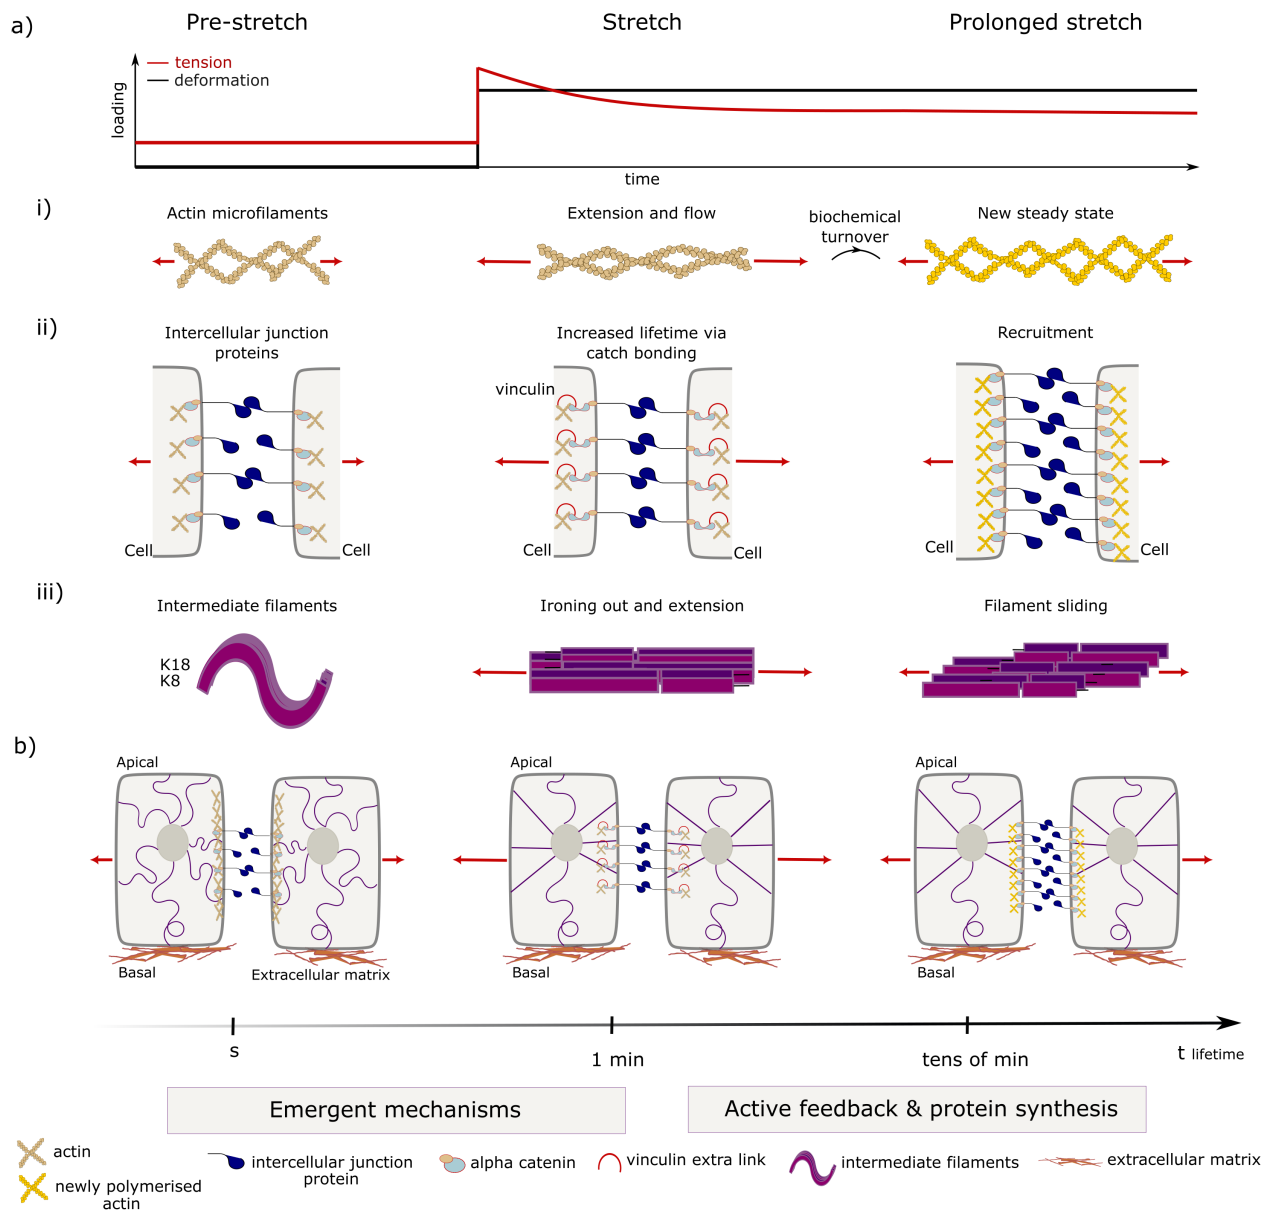 a)
Pre-stretch
Stretch
Prolonged stretch
tension
deformation
loading
time
i)
Actin microfilaments
Extension and flow
biochemical
turnover
New steady state
ii)
Intercellular junction
proteins
Increased lifetime via
catch bonding
Recruitment
vinculin
Cell
Cell
Cell
Cell
Cell
Cell
iii)
Intermediate filaments
Ironing out and extension
Filament sliding
K18
K8
b)
Apical
Apical
Apical
Basal
Extracellular matrix
Basal
Basal
s
1 min
tens of min
t lifetime
Emergent mechanisms
Active feedback & protein synthesis
actin
newly polymerised
actin
intercellular junction
protein
alpha catenin
vinculin extra link
intermediate filaments
extracellular matrix